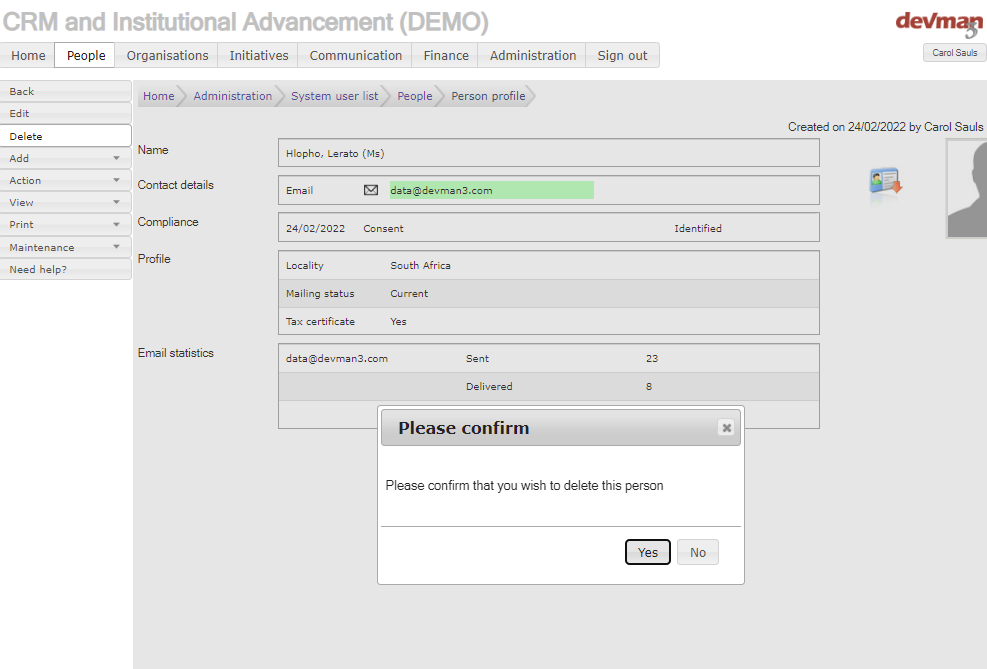 CRM and Institutional Advancement (DEMO)
devman
3
Home People Organisations Initiatives Communication Finance Administration Sign out
Carol Sauls
Back
Edit
Delete
Add
Action
View
Print
Maintenance
Need help?
Home Administration System user list People Person profile
Created on 24/02/2022 by Carol Sauls
Name Hlopho, Lerato (Ms)
Contact details Email data@devman3.com
Compliance 24/02/2022 Consent Identified
Profile Locality South Africa
Mailing status Current
Tax certificate Yes
Email statistics data@devman3.com Sent 23
Delivered 8
Please confirm
Please confirm that you wish to delete this person
Yes No